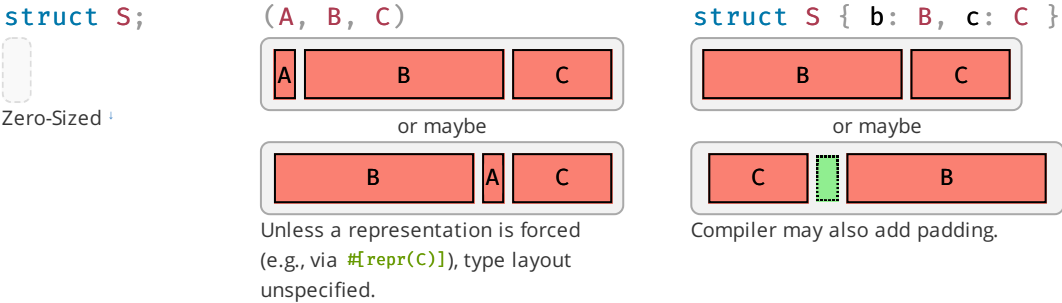 struct S;
Zero-Sized ↓
(A, B, C)
A B C
or maybe
B A C
Unless a representation is forced
(e.g., via #[repr(C)]), type layout
unspecified.
struct S { b: B, c: C }
B C
or maybe
C B
Compiler may also add padding.